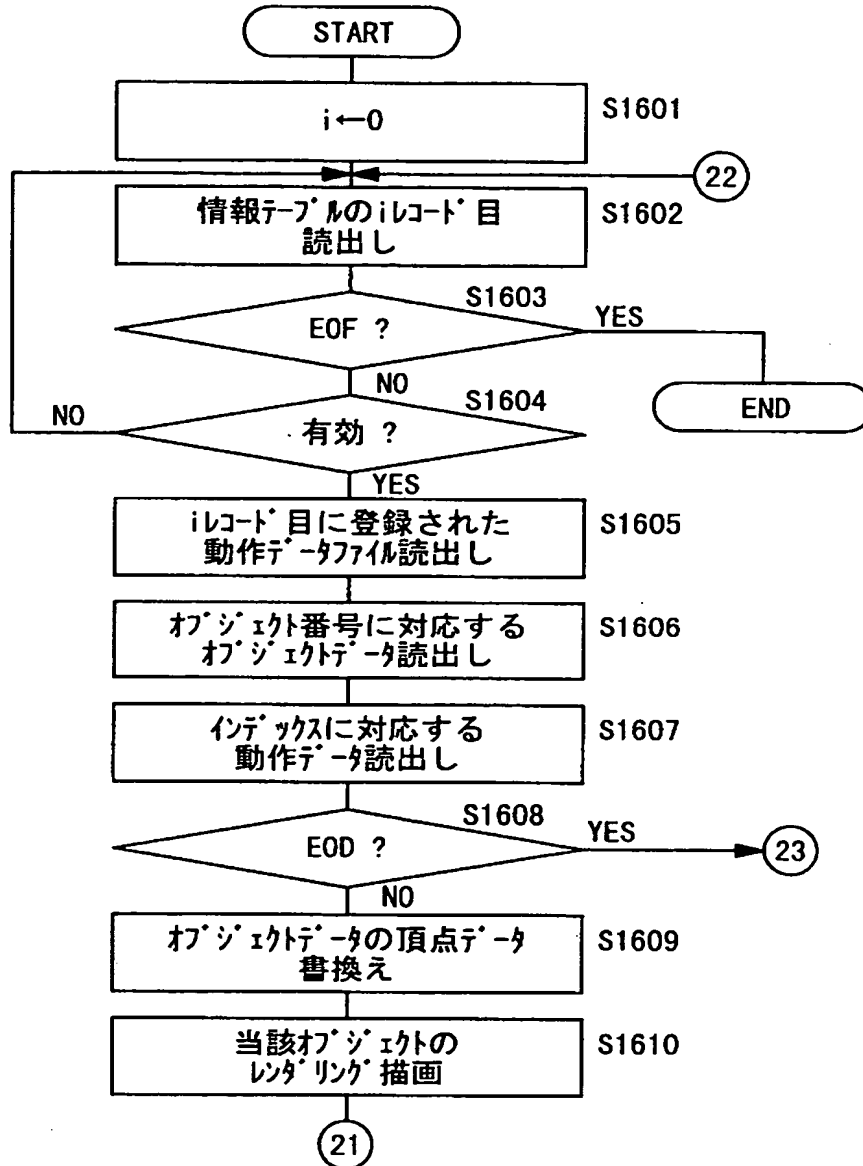 START
i←0
S1601
22
情報テーブルのiレコード目
読出し
S1602
S1603
EOF ?
YES
NO
S1604
NO
有効 ?
END
YES
iレコード目に登録された
動作データファイル読出し
S1605
オブジェクト番号に対応する
オブジェクトデータ読出し
S1606
インデックスに対応する
動作データ読出し
S1607
S1608
EOD ?
YES
23
NO
オブジェクトデータの頂点データ
書換え
S1609
当該オブジェクトの
レンダリング描画
S1610
21